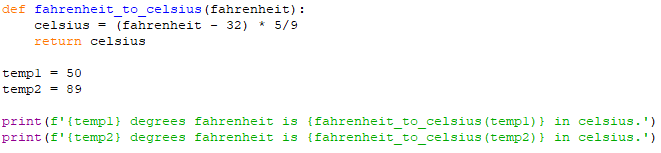 def fahrenheit_to_celsius(fahrenheit):
    celsius = (fahrenheit - 32) * 5/9
    return celsius

temp1 = 50
temp2 = 89

print(f'{temp1} degrees fahrenheit is {fahrenheit_to_celsius(temp1)} in celsius.')
print(f'{temp2} degrees fahrenheit is {fahrenheit_to_celsius(temp2)} in celsius.')